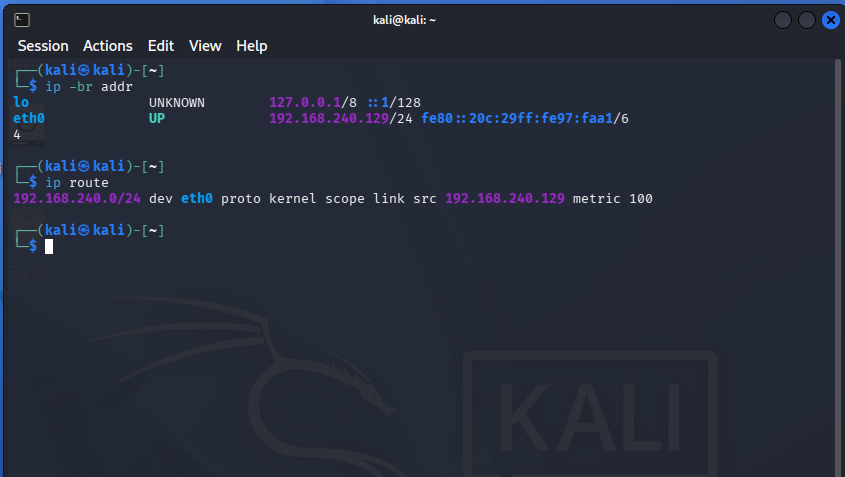 kali@kali: ~
Session Actions Edit View Help
┌──(kali㉿kali)-[~]
└─$ ip -br addr
lo UNKNOWN 127.0.0.1/8 ::1/128
eth0 UP 192.168.240.129/24 fe80::20c:29ff:fe97:faa1/6
4
┌──(kali㉿kali)-[~]
└─$ ip route
192.168.240.0/24 dev eth0 proto kernel scope link src 192.168.240.129 metric 100
┌──(kali㉿kali)-[~]
└─$
Trash
KALI